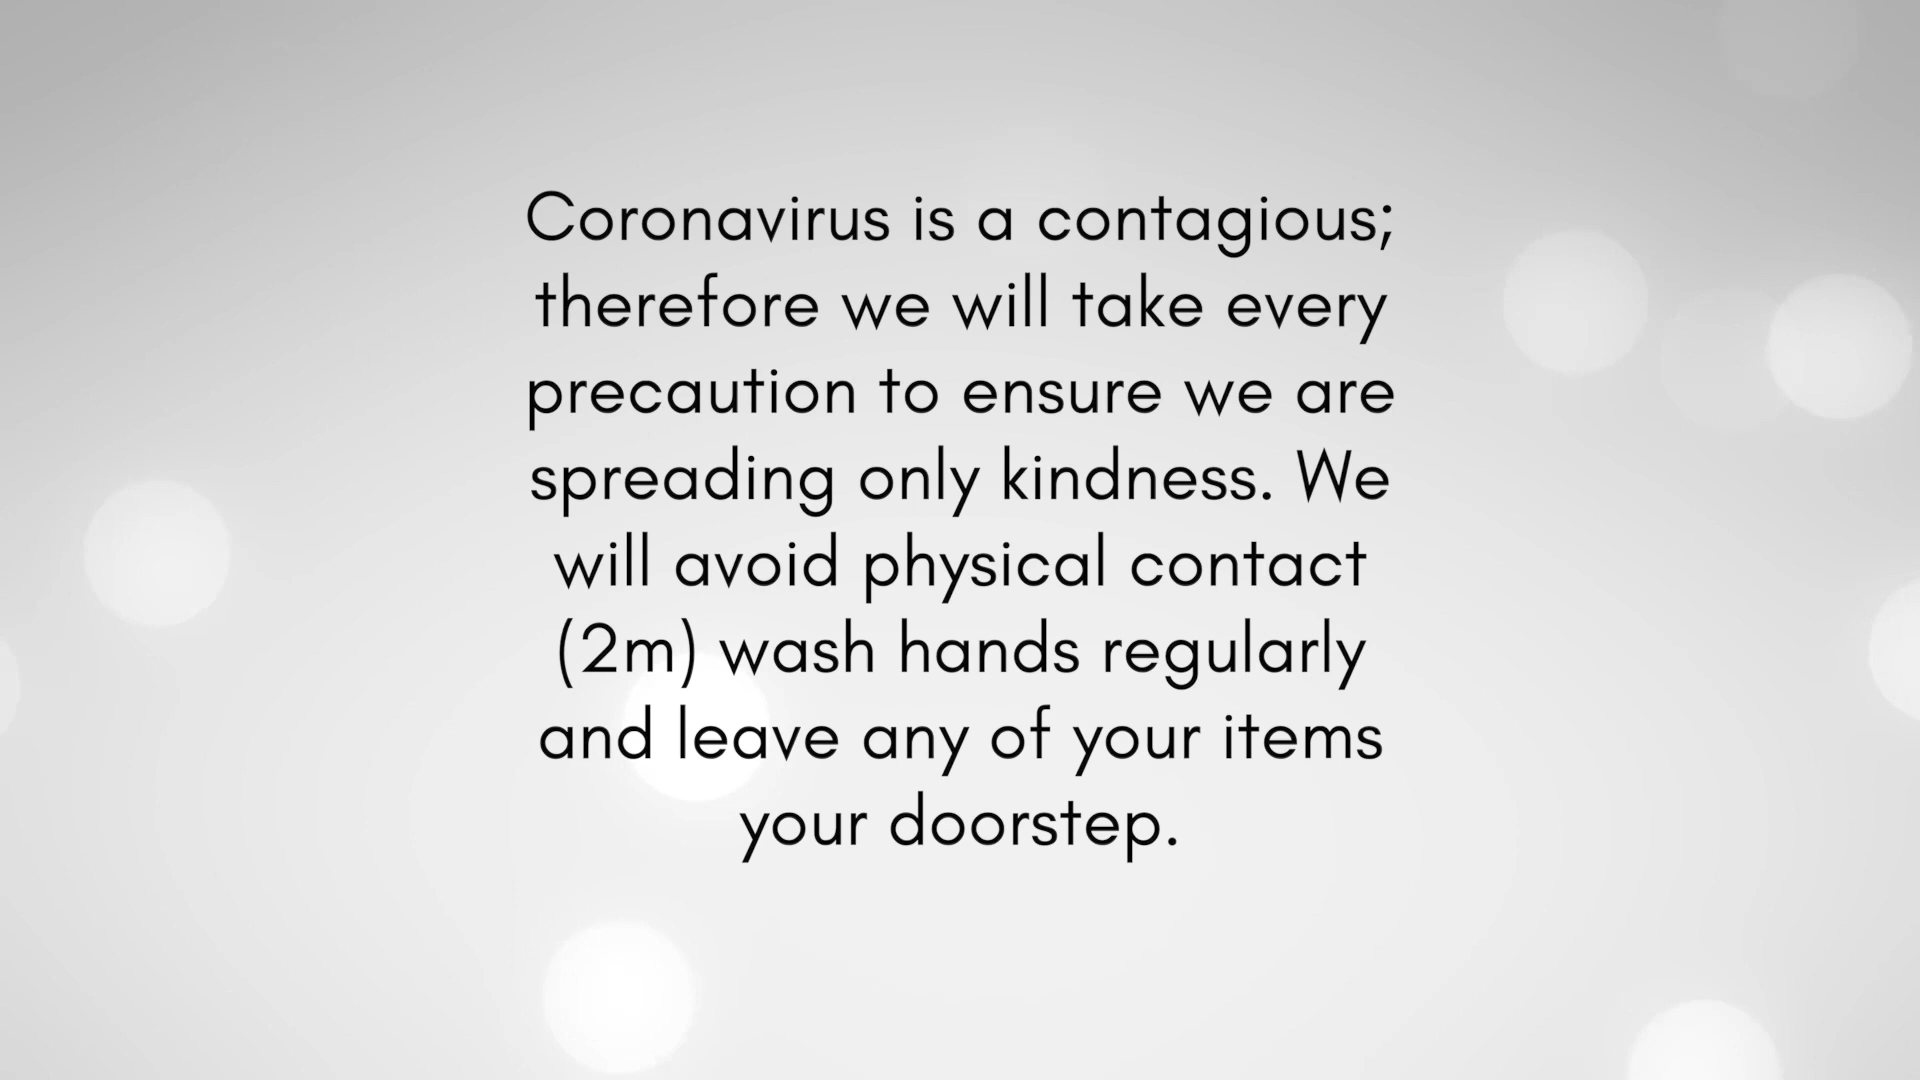 Coronavirus is a contagious;
therefore we will take every
precaution to ensure we are
spreading only kindness. We
will avoid physical contact
(2m) wash hands regularly
and leave any of your items
your doorstep.